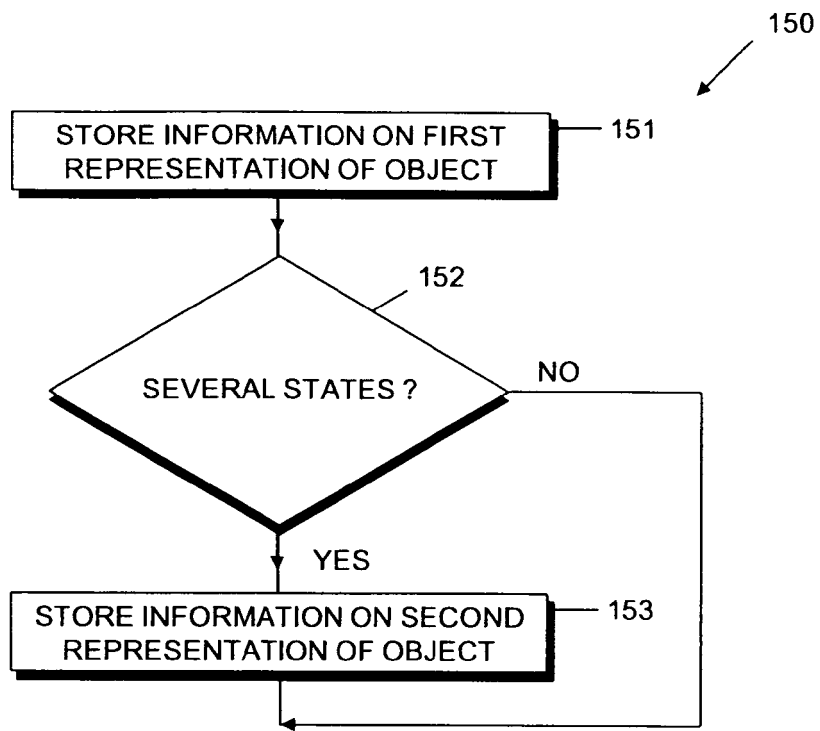 150
STORE INFORMATION ON FIRST
REPRESENTATION OF OBJECT
151
152
SEVERAL STATES ?
NO
YES
STORE INFORMATION ON SECOND
REPRESENTATION OF OBJECT
153